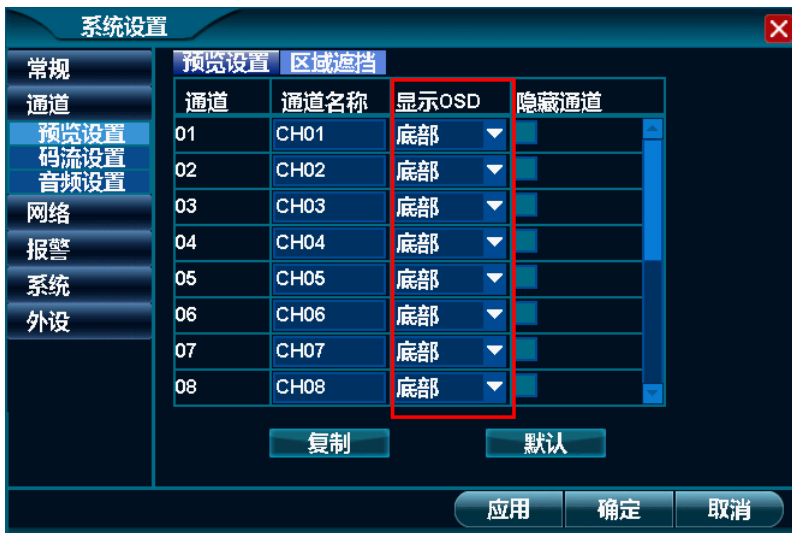 系统设置
常规
通道
预览设置
码流设置
音频设置
网络
报警
系统
外设
预览设置 区域遮挡
通道 通道名称 显示OSD 隐藏通道
01 CH01 底部
02 CH02 底部
03 CH03 底部
04 CH04 底部
05 CH05 底部
06 CH06 底部
07 CH07 底部
08 CH08 底部
复制 默认
应用 确定 取消